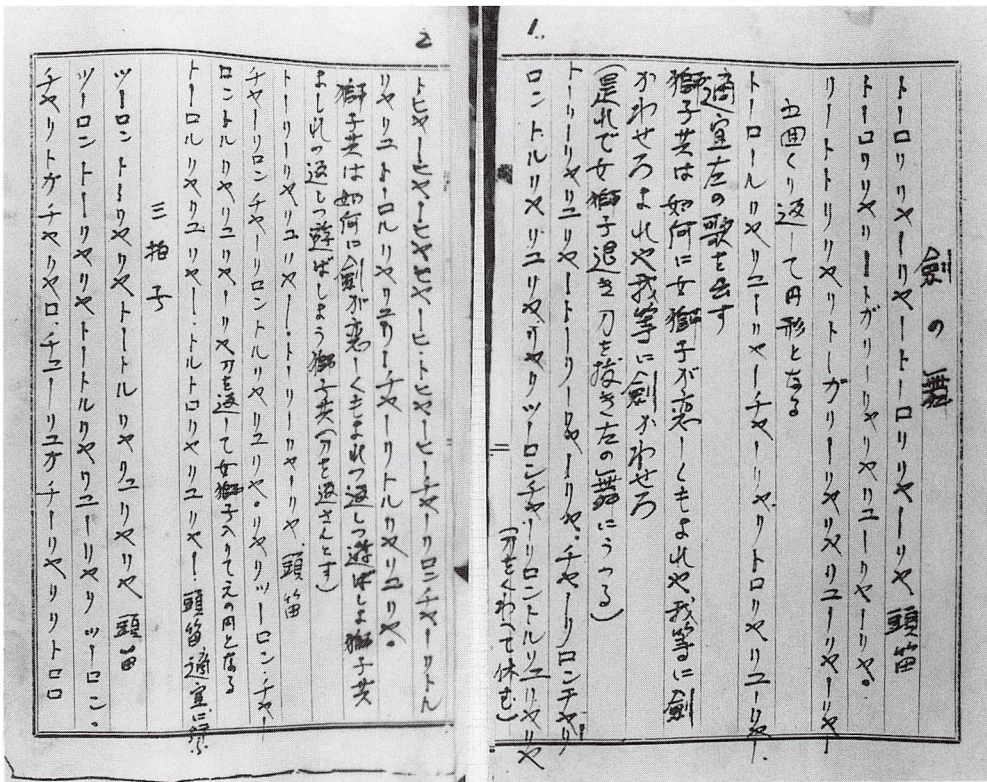 1.
劍の舞
トーロリリヤーリヤートーロリリヤーリヤ 頭笛
トーロリリヤリートガリーリヤリヤリユーリヤーリヤ。
リートトリリヤリトーガリーリヤリヤリユーリヤーリヤー
五囬くり返して円形となる
トーロールリヤリユーリヤーチヤーリヤリトロリヤリユーリヤー
適宜左の歌を出す
獅子共は如何に女獅子が恋しくもよれや我等に劍
かわせろよれや我等に劍かわせろ
(是れで女獅子退き刀を抜き左の舞にうつる)
トーリーリヤリユリヤートーリーリヤーリヤ。チヤーリロンチヤリ
ロントルリヤリユリヤリヤリツーロンチヤーリロントルリユリヤリヤ
(刀をくわへて休む)
2
トヒヤーヒヤーヒヤヒヤーヒ・トヒヤーヒーチヤーリロンチヤーリトル
リヤリユトーロルリヤリユリーチヤーリトルリヤリユリヤ。
獅子共は如何に劍が恋しくもよれつ返しつ遊ばしよ獅子共
よしれつ返しつ遊ばしよう獅子共(刀を返さんとす)
トーリーリヤリユリヤー・トーリーリヤーリヤ 頭笛
チヤーリロンチヤーリロントルリヤリユリヤ・リヤリツーロン・チヤー
ロントルリヤリユリヤーリヤ刀を返して女獅子入りて元の円となる
トーロルリヤリユリヤー・トルトロリヤリユリヤー 頭笛適宜に
三拍子
ツーロントーリヤリヤトートルリヤリユリヤリヤ 頭笛
ツーロントーリヤリヤトートルリヤリユーリヤリツーロン。
チヤリトガチヤリヤロ・チユーリユガチーリヤリリトロ